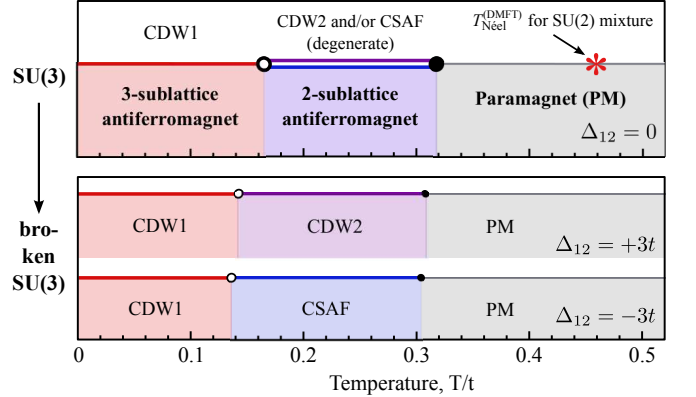 CDW1
CDW2 and/or CSAF
(degenerate)
T_Néel^(DMFT) for SU(2) mixture
SU(3)
3-sublattice
antiferromagnet
2-sublattice
antiferromagnet
Paramagnet (PM)
Δ₁₂ = 0
bro-
ken
SU(3)
CDW1
CDW2
PM
Δ₁₂ = +3t
CDW1
CSAF
PM
Δ₁₂ = −3t
0 0.1 0.2 0.3 0.4 0.5
Temperature, T/t